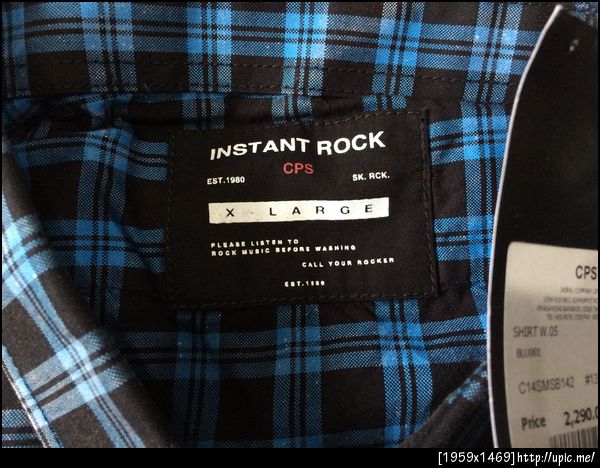 INSTANT ROCK
CPS
EST.1980 SK. RCK.
X - LARGE
PLEASE LISTEN TO
ROCK MUSIC BEFORE WASHING
CALL YOUR ROCKER
EST.1980
CPS
SHIRT W.05
BLU001
C14SMSB142 #13
Price 2,290.0
[1959x1469]http://upic.me/